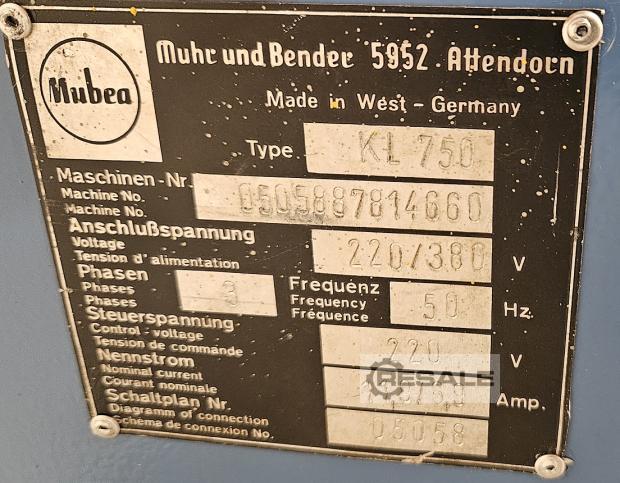 Mubea
Muhr und Bender 5952 Attendorn
Made in West - Germany
Type KL 750
Maschinen-Nr. 0505887814660
Machine No.
Machine No.
Anschlußspannung 220/380 V
Voltage
Tension d'alimentation
Phasen 3 Frequenz 50 Hz
Phases Frequency
Phases Fréquence
Steuerspannung 220 V
Control-voltage
Tension de commande
Nennstrom Amp.
Nominal current
Courant nominale
Schaltplan Nr. 05058
Diagramm of connection
Schéma de connexion No.
RESALE